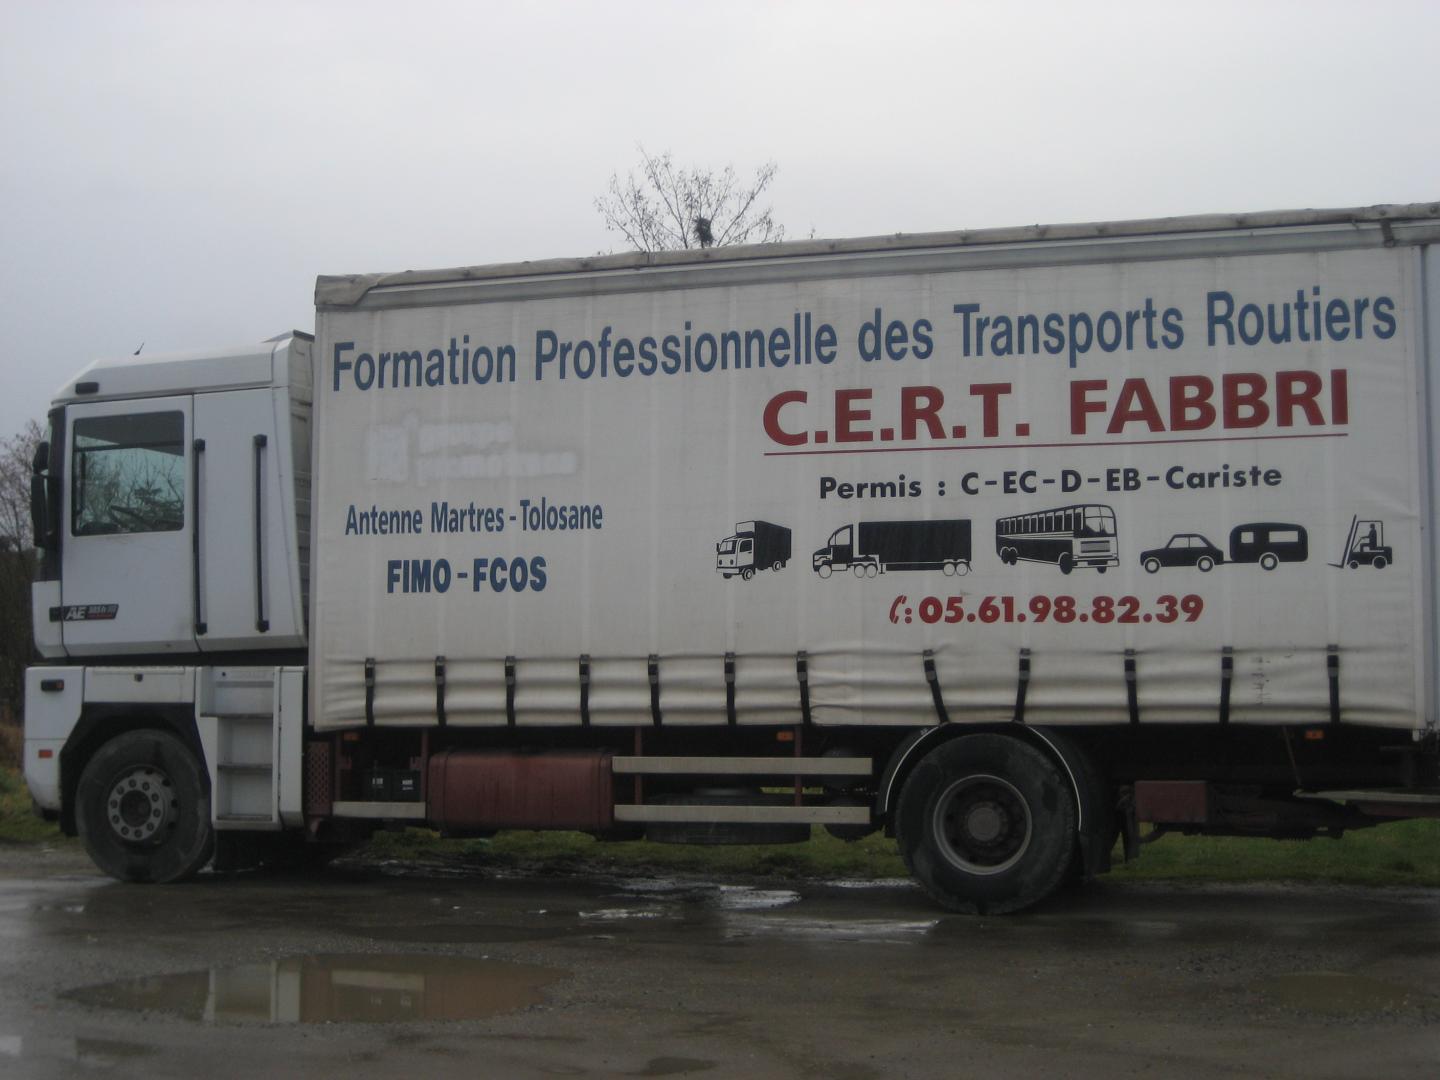 Formation Professionnelle des Transports Routiers
C.E.R.T. FABBRI
Permis : C-EC-D-EB-Cariste
Antenne Martres-Tolosane
FIMO-FCOS
05.61.98.82.39
AE